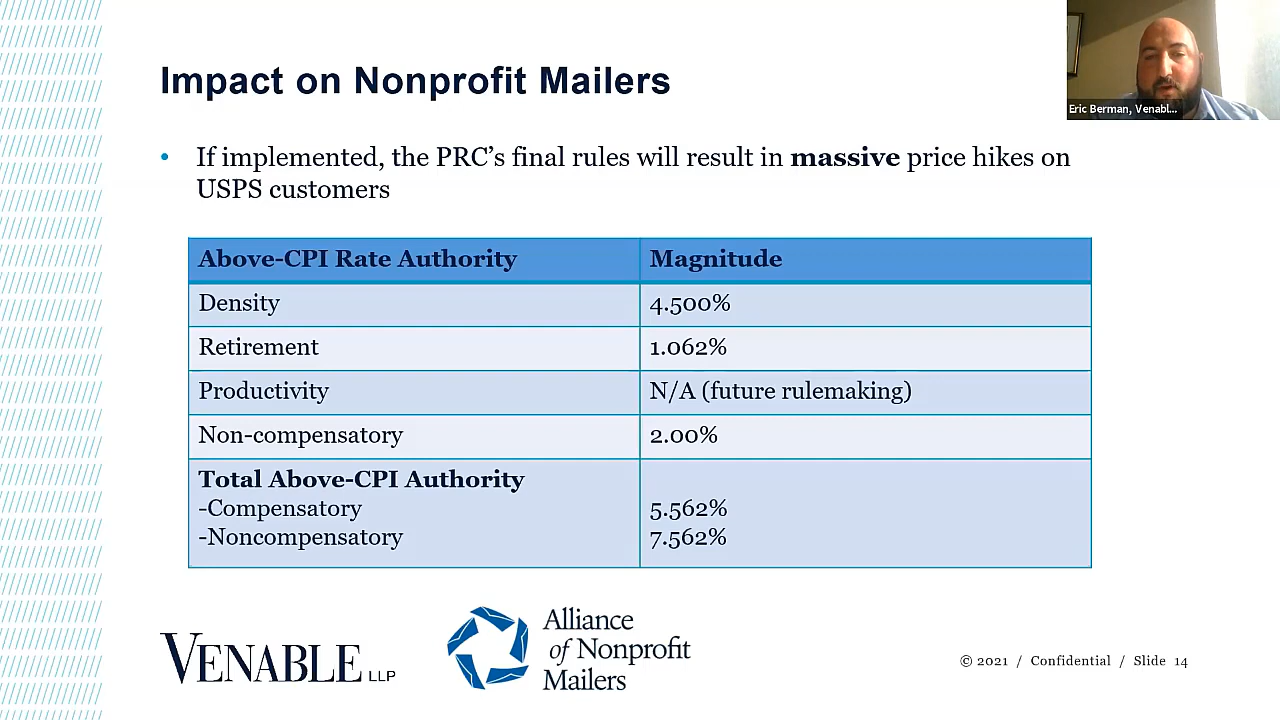 Impact on Nonprofit Mailers
Eric Berman, Venabl...
• If implemented, the PRC’s final rules will result in massive price hikes on
USPS customers
Above-CPI Rate Authority Magnitude
Density 4.500%
Retirement 1.062%
Productivity N/A (future rulemaking)
Non-compensatory 2.00%
Total Above-CPI Authority
-Compensatory 5.562%
-Noncompensatory 7.562%
VENABLE LLP
Alliance
of Nonprofit
Mailers
© 2021 / Confidential / Slide 14